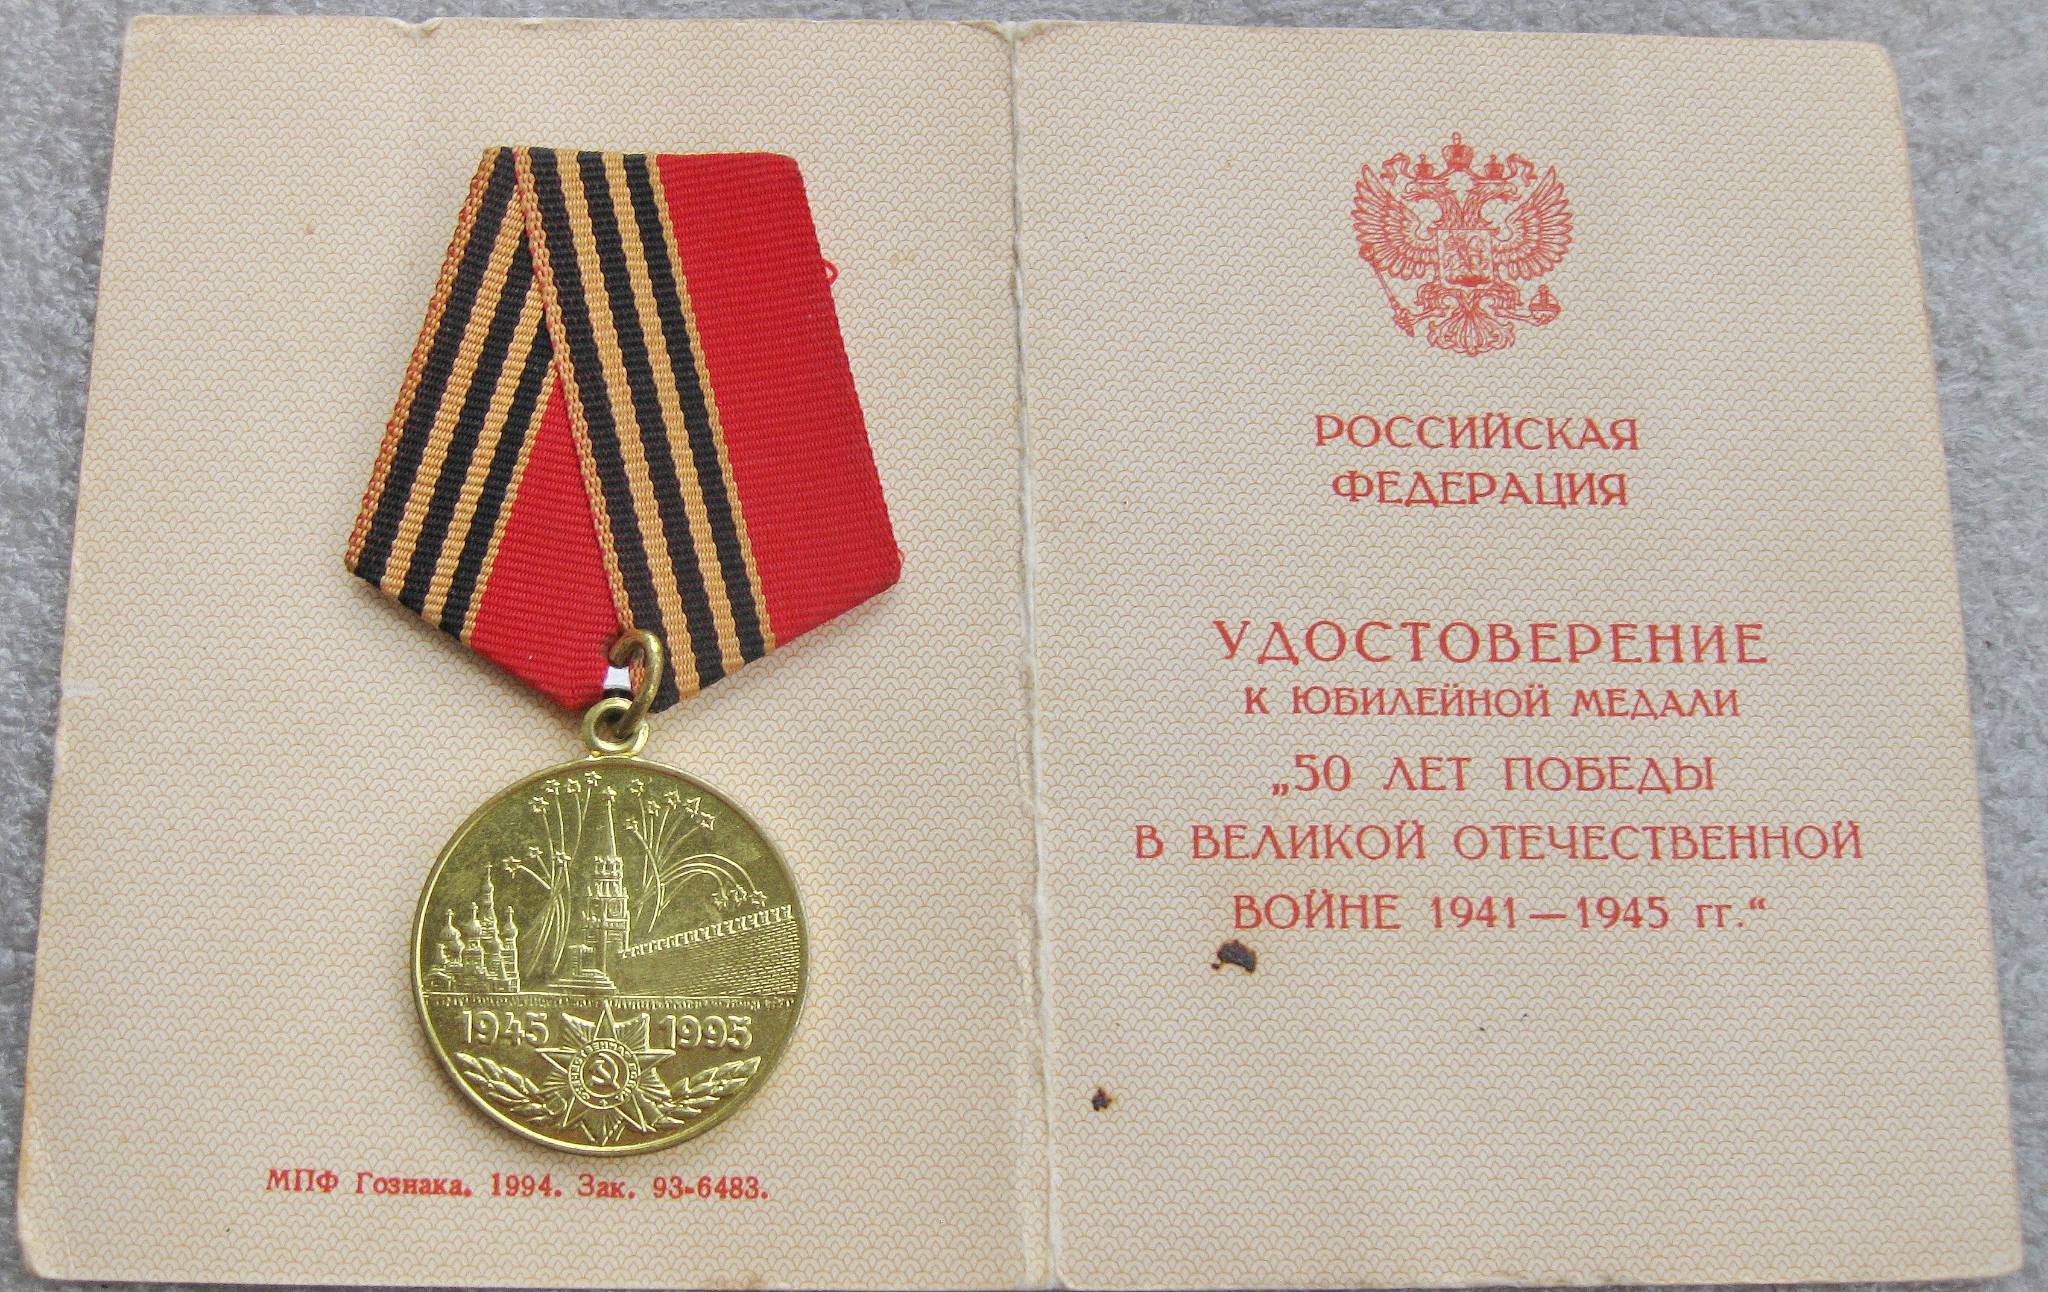 1945 1995
МПФ Гознака. 1994. Зак. 93-6483.
РОССИЙСКАЯ
ФЕДЕРАЦИЯ
УДОСТОВЕРЕНИЕ
К ЮБИЛЕЙНОЙ МЕДАЛИ
„50 ЛЕТ ПОБЕДЫ
В ВЕЛИКОЙ ОТЕЧЕСТВЕННОЙ
ВОЙНЕ 1941—1945 гг.“